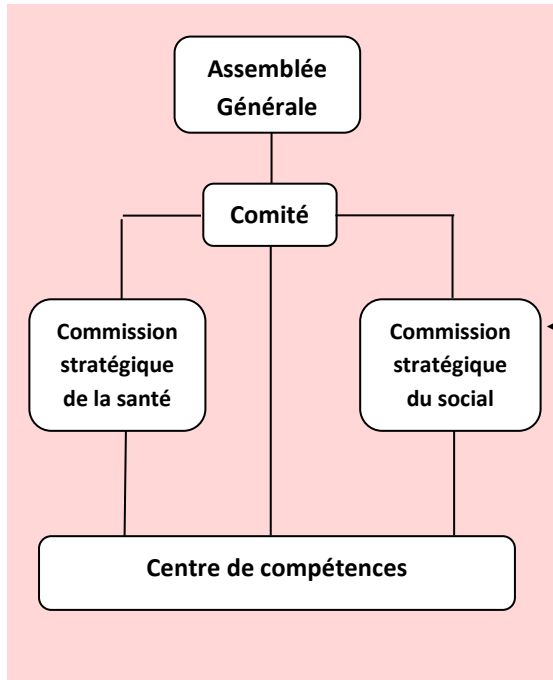 Assemblée
Générale
Comité
Commission
stratégique
de la santé
Commission
stratégique
du social
Centre de compétences